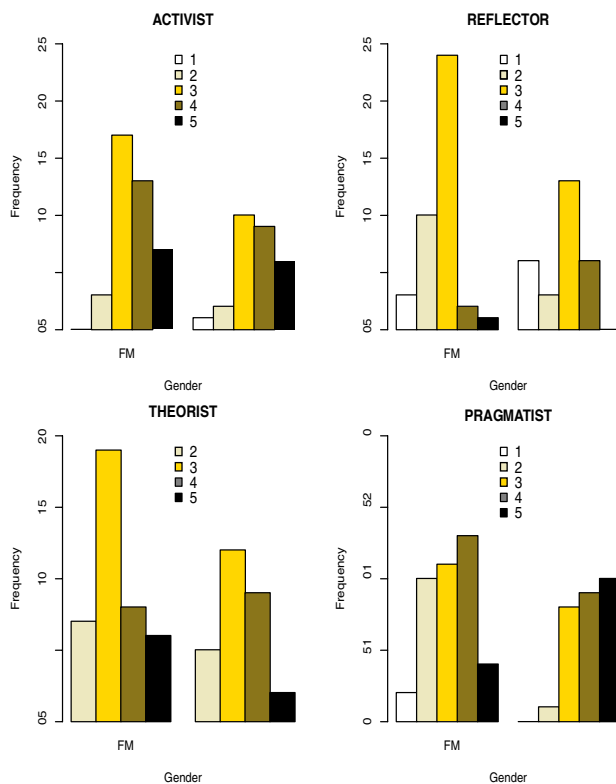 ACTIVIST
25
20
15
10
05
Frequency
1
2
3
4
5
FM
Gender
REFLECTOR
25
20
15
10
05
Frequency
1
2
3
4
5
FM
Gender
THEORIST
20
15
10
05
Frequency
2
3
4
5
FM
Gender
PRAGMATIST
0
52
01
51
0
Frequency
1
2
3
4
5
FM
Gender